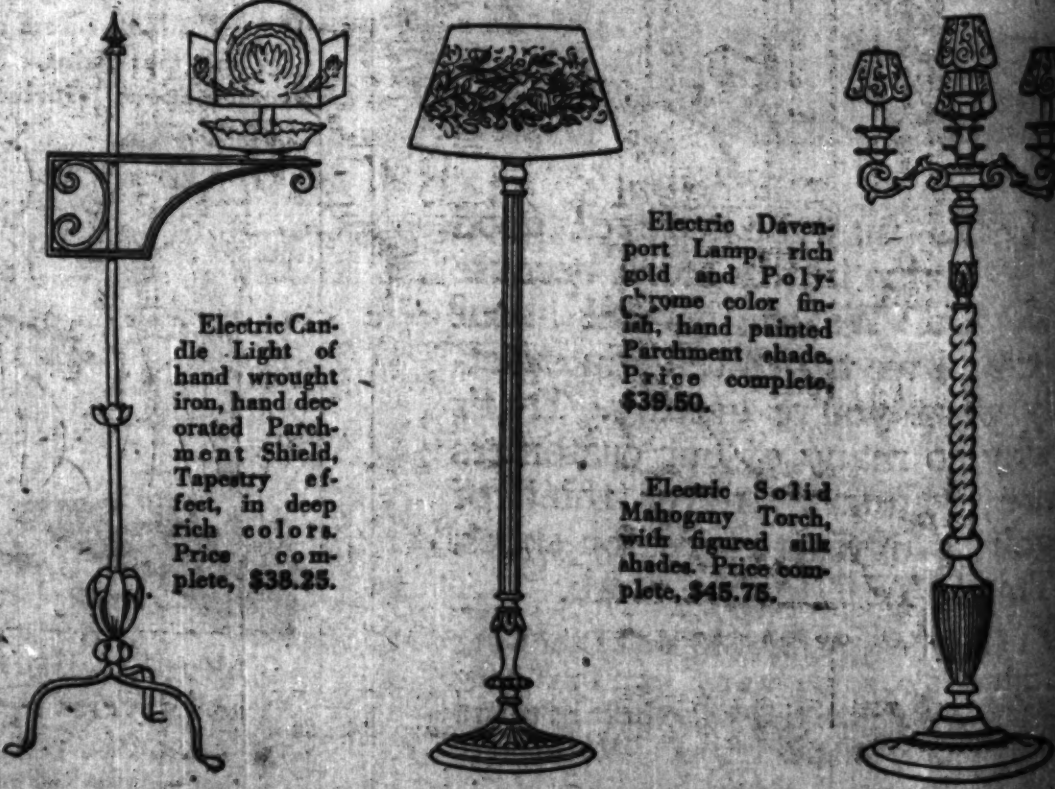 Electric Can-
dle Light of
hand wrought
iron, hand dec-
orated Parch-
ment Shield,
Tapestry ef-
feet, in deep
rich colors.
Price com-
plete, $38.25.
Electric Daven-
port Lamp, rich
gold and Poly-
Chrome color fin-
ish, hand painted
Parchment shade.
Price complete,
$39.50.
Electric Solid
Mahogany Torch,
with figured silk
shades. Price com-
plete, $45.75.